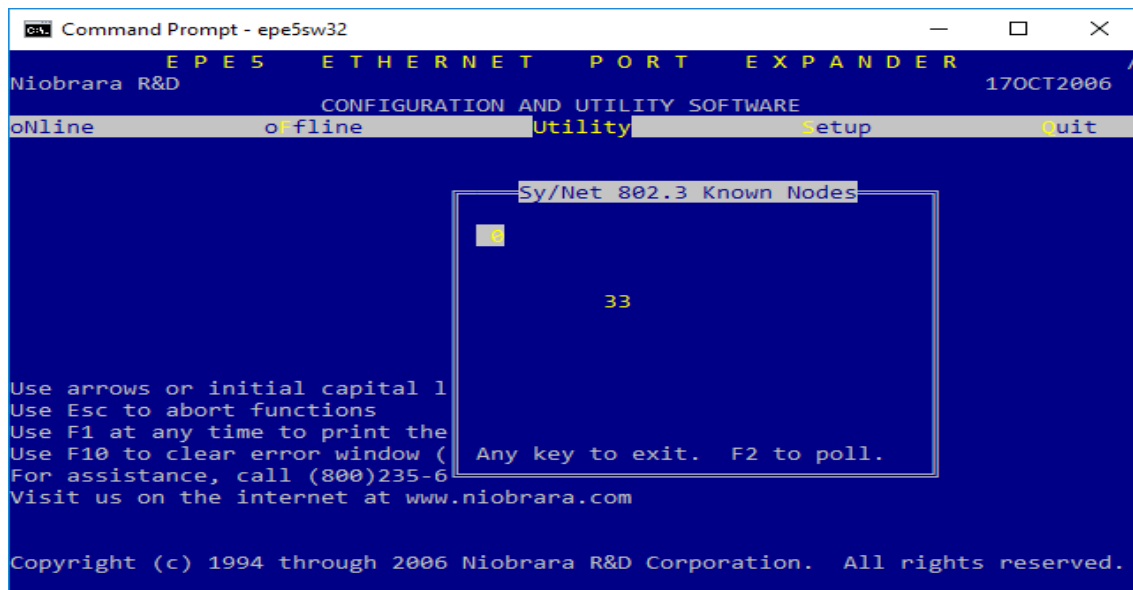 Command Prompt - epe5sw32
E P E 5 E T H E R N E T P O R T E X P A N D E R
Niobrara R&D 17OCT2006
CONFIGURATION AND UTILITY SOFTWARE
oNline oFfline Utility Setup Quit
Sy/Net 802.3 Known Nodes
0
33
Use arrows or initial capital l
Use Esc to abort functions
Use F1 at any time to print the
Use F10 to clear error window ( Any key to exit. F2 to poll.
For assistance, call (800)235-6
Visit us on the internet at www.niobrara.com
Copyright (c) 1994 through 2006 Niobrara R&D Corporation. All rights reserved.